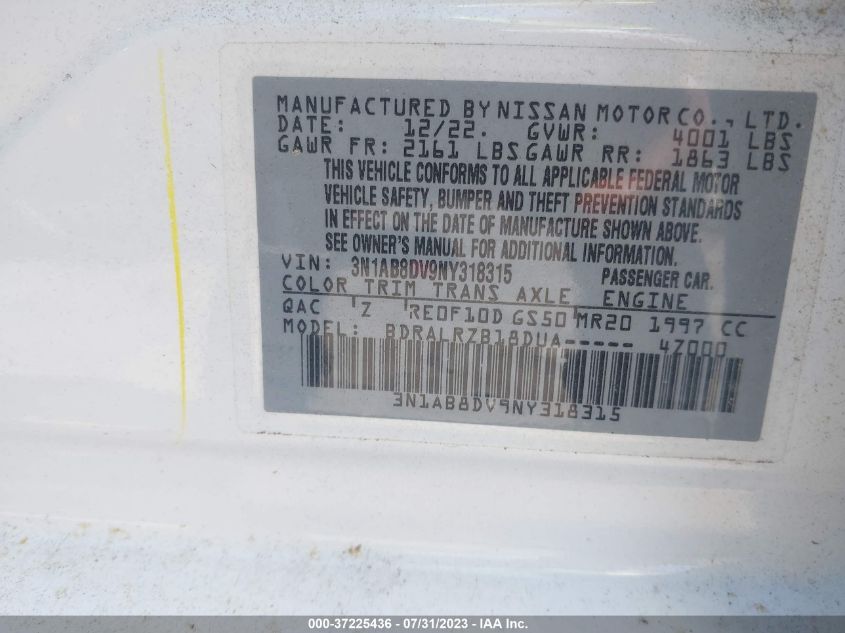 MANUFACTURED BY NISSAN MOTOR CO., LTD.
DATE: 12/22. GVWR: 4001 LBS
GAWR FR: 2161 LBS GAWR RR: 1863 LBS
THIS VEHICLE CONFORMS TO ALL APPLICABLE FEDERAL MOTOR
VEHICLE SAFETY, BUMPER AND THEFT PREVENTION STANDARDS
IN EFFECT ON THE DATE OF MANUFACTURE SHOWN ABOVE.
SEE OWNER'S MANUAL FOR ADDITIONAL INFORMATION.
VIN: 3N1AB8DV9NY318315 PASSENGER CAR.
COLOR TRIM TRANS AXLE ENGINE
QAC Z RE0F10D GS50 MR20 1997 CC
MODEL: BDRALRZB18DUA----- 4Z000
3N1AB8DV9NY318315
000-37225436 - 07/31/2023 - IAA Inc.